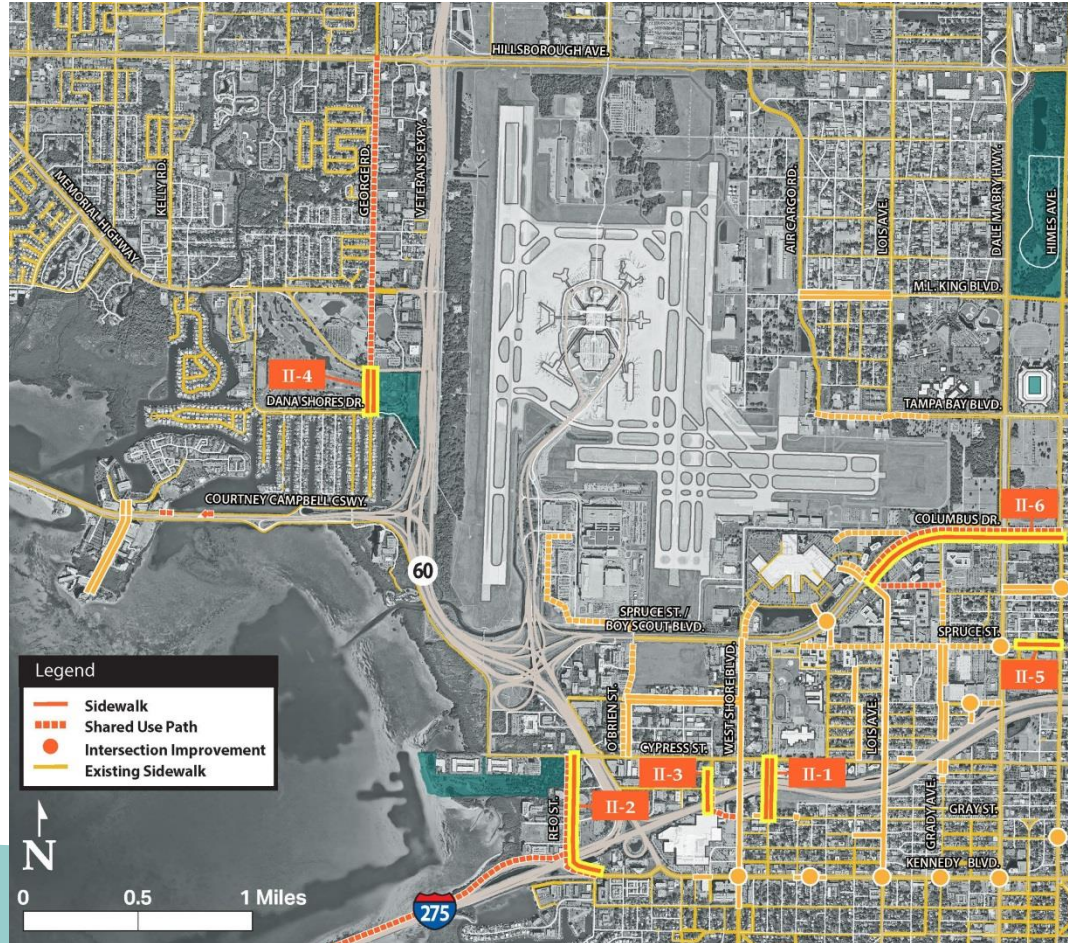 HILLSBOROUGH AVE.
MEMORIAL HIGHWAY
KELLY RD.
GEORGE RD.
VETERANS EXPY.
AIR CARGO RD.
LOIS AVE.
DALE MABRY HWY.
HIMES AVE.
M.L. KING BLVD.
II-4
DANA SHORES DR.
TAMPA BAY BLVD.
COURTNEY CAMPBELL CSWY.
II-6
COLUMBUS DR.
60
SPRUCE ST. /
BOY SCOUT BLVD.
SPRUCE ST.
II-5
Legend
Sidewalk
Shared Use Path
Intersection Improvement
Existing Sidewalk
O'BRIEN ST.
WEST SHORE BLVD.
LOIS AVE.
CYPRESS ST.
II-3
II-1
II-2
REO ST.
GRADY AVE.
GRAY ST.
KENNEDY BLVD.
N
0 0.5 1 Miles
INTERSTATE
275